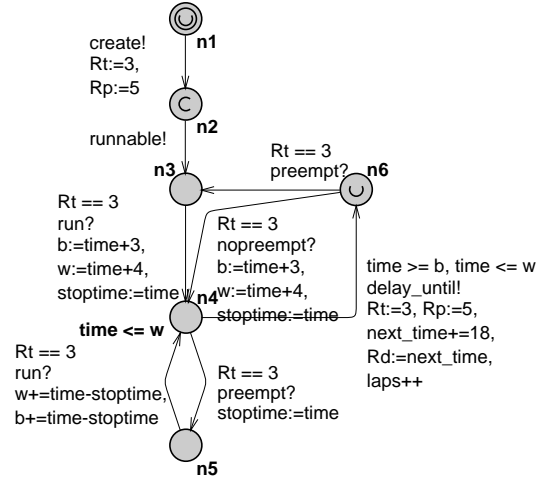 n1
create!
Rt:=3,
Rp:=5
C
n2
runnable!
Rt == 3
preempt?
n6
n3
Rt == 3
run?
b:=time+3,
w:=time+4,
stoptime:=time
Rt == 3
nopreempt?
b:=time+3,
w:=time+4,
stoptime:=time
time >= b, time <= w
delay_until!
Rt:=3, Rp:=5,
next_time+=18,
Rd:=next_time,
laps++
n4
time <= w
Rt == 3
run?
w+=time-stoptime,
b+=time-stoptime
Rt == 3
preempt?
stoptime:=time
n5